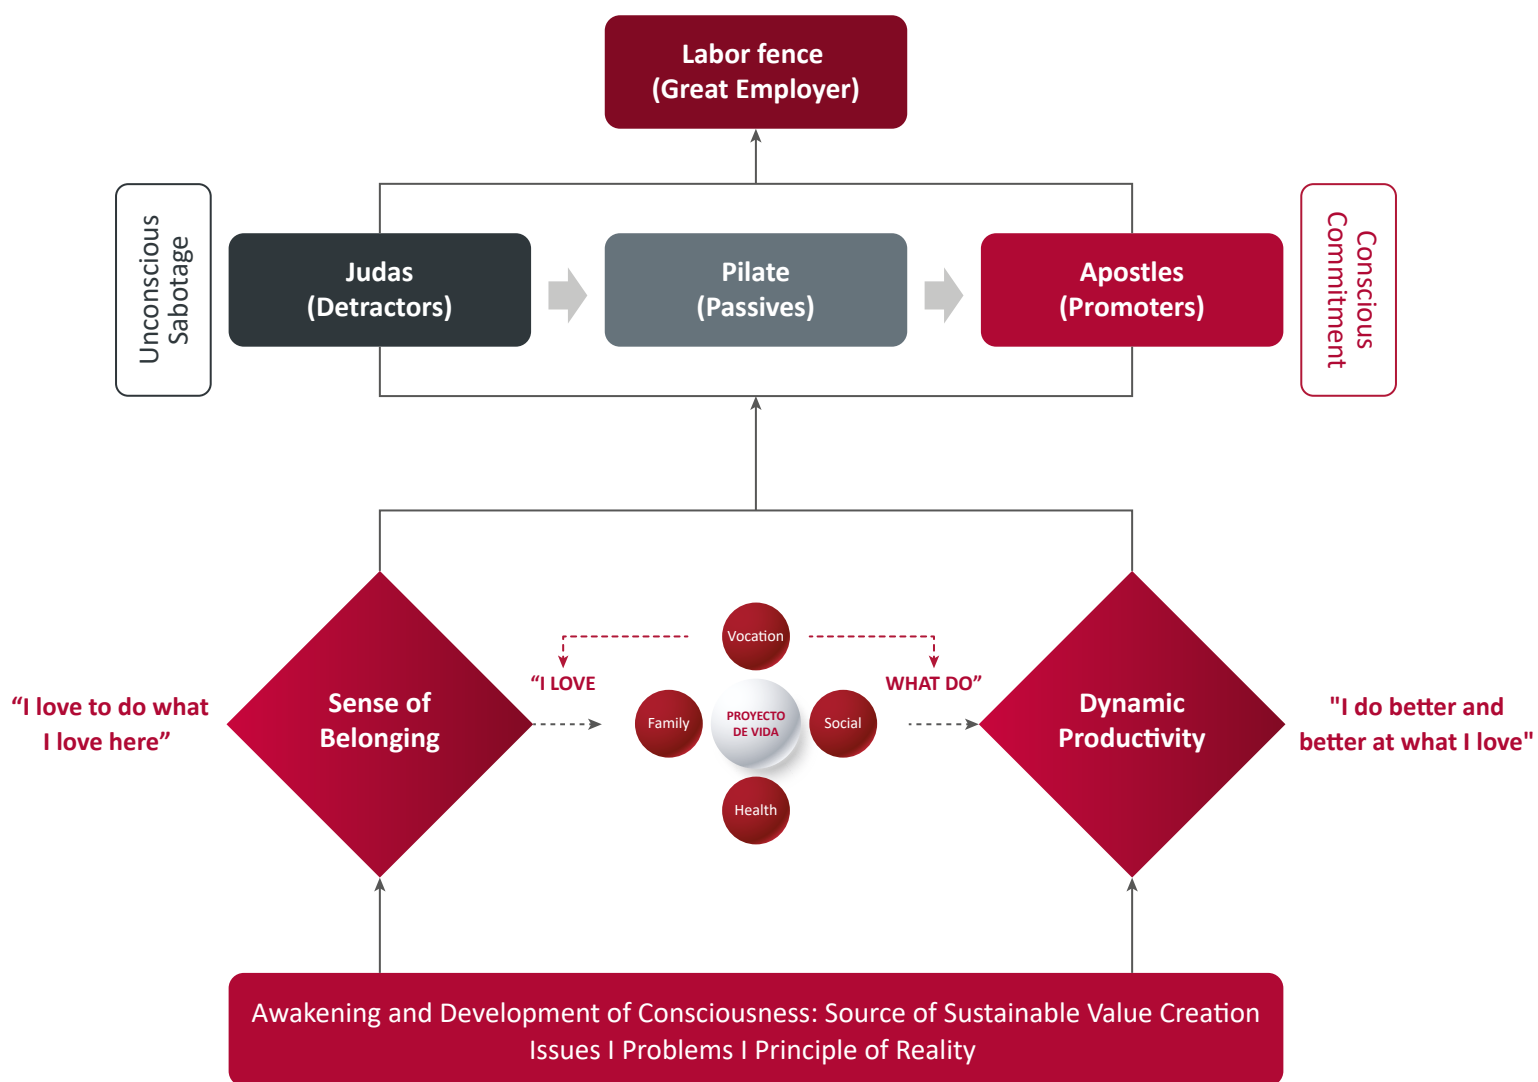 Labor fence
(Great Employer)
Unconscious
Sabotage
Judas
(Detractors)
Pilate
(Passives)
Apostles
(Promoters)
Conscious
Commitment
“I love to do what
I love here”
Sense of
Belonging
“I LOVE
Vocation
WHAT DO”
Family
PROYECTO
DE VIDA
Social
Health
Dynamic
Productivity
"I do better and
better at what I love"
Awakening and Development of Consciousness: Source of Sustainable Value Creation
Issues I Problems I Principle of Reality